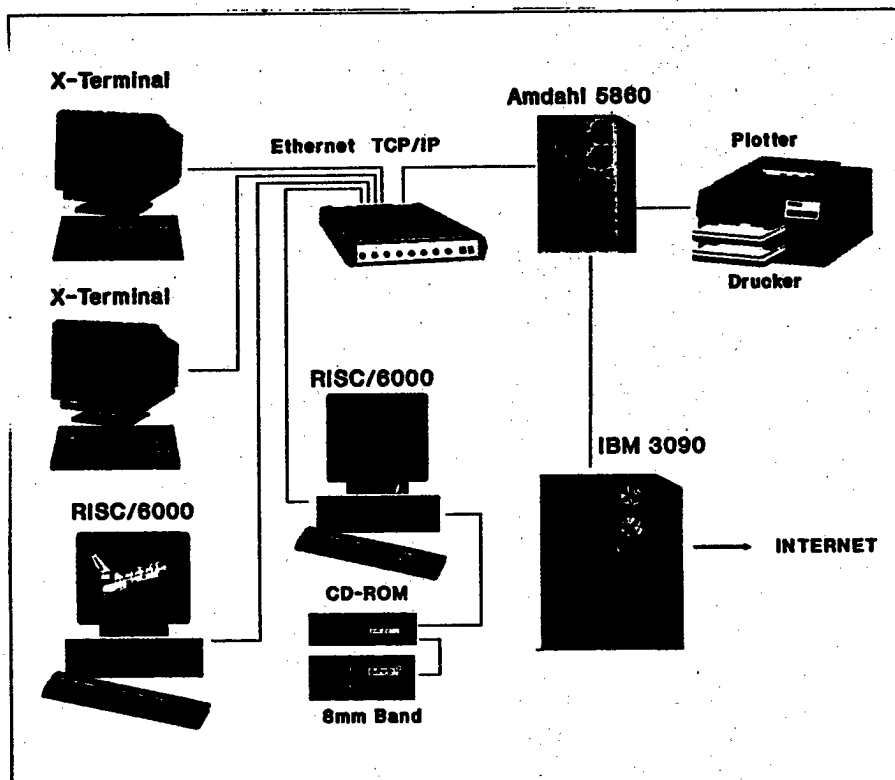 X-Terminal
Amdahl 5860
Ethernet TCP/IP
Plotter
X-Terminal
Drucker
RISC/6000
IBM 3090
RISC/6000
INTERNET
CD-ROM
8mm Band